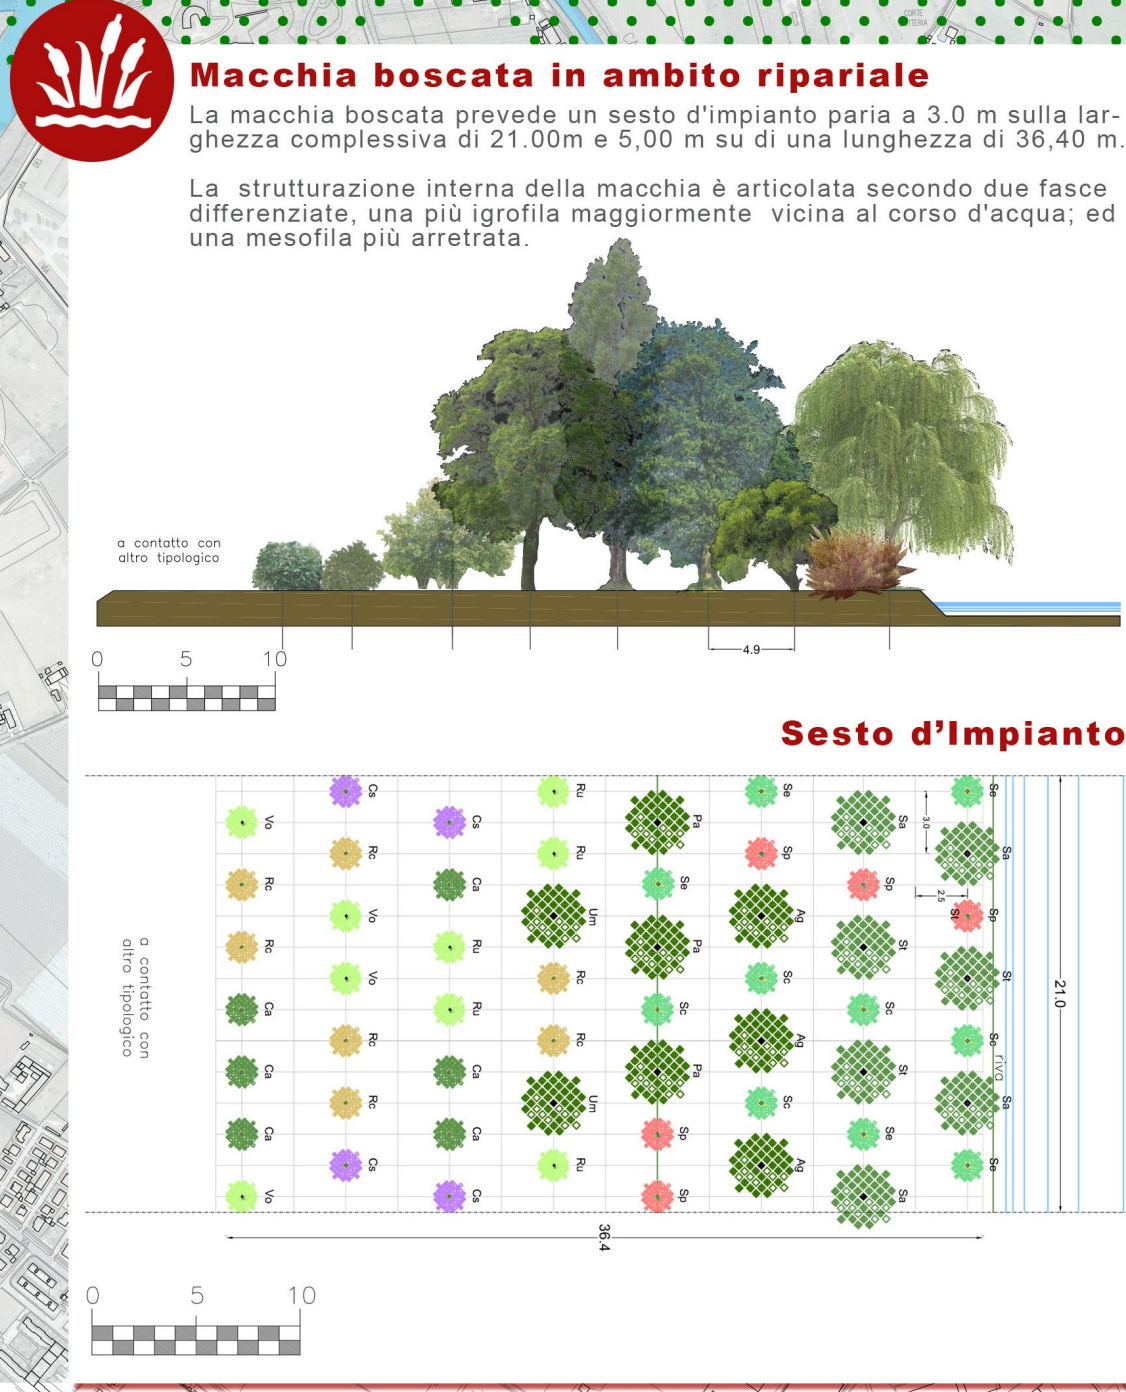 CORTE
Macchia boscata in ambito ripariale
La macchia boscata prevede un sesto d'impianto paria a 3.0 m sulla lar-
ghezza complessiva di 21.00m e 5,00 m su di una lunghezza di 36,40 m.
La strutturazione interna della macchia è articolata secondo due fasce
differenziate, una più igrofila maggiormente vicina al corso d'acqua; ed
una mesofila più arretrata.
a contatto con
altro tipologico
4.9
0 5 10
Sesto d’Impianto
Cs Ru Se Se
Vo Cs Pa Sa
3.0
Rc Ru Sp Sa
Rc Ca Se Sp
2.5
Vo Um Ag St Sp
Rc Ru Pa St
Vo Rc Sc St
Ca Ru Sc Sc
21.0
Rc Rc Ag Se
riva
Ca Ca Pa St
Rc Um Sc Sa
Ca Ca Sp Se
Cs Ru Ag Se
Vo Cs Sp Sa
a contatto con
altro tipologico
36.4
0 5 10